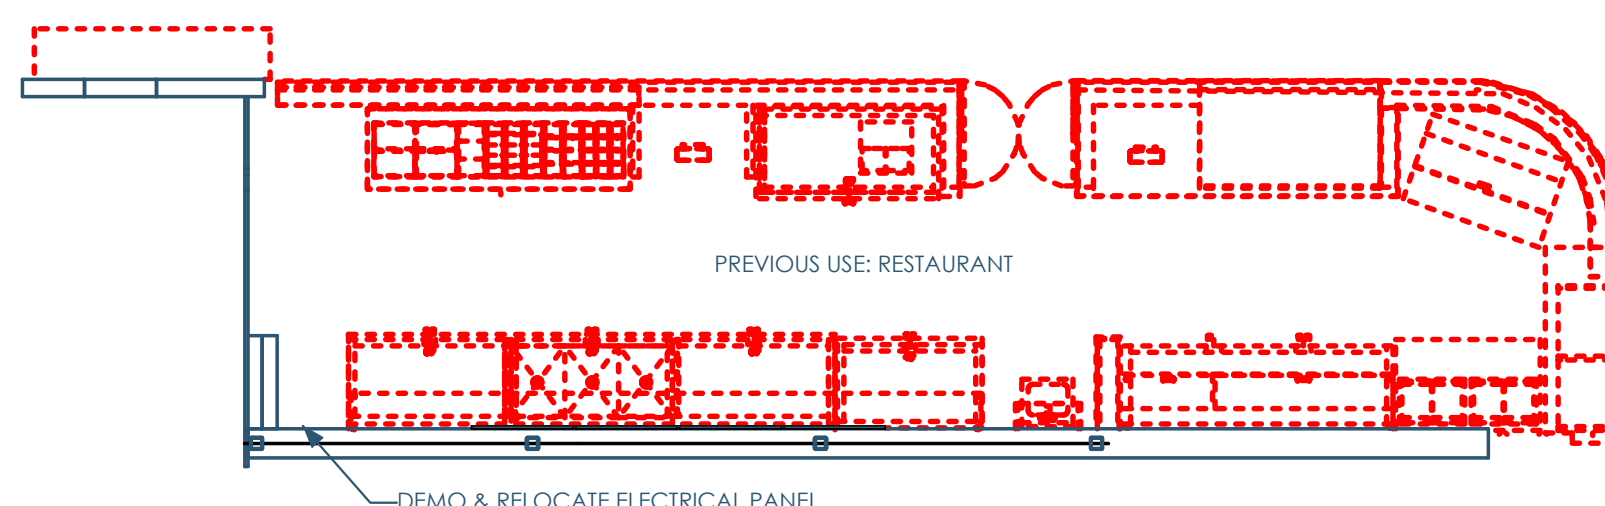 PREVIOUS USE: RESTAURANT
DEMO & RELOCATE ELECTRICAL PANEL